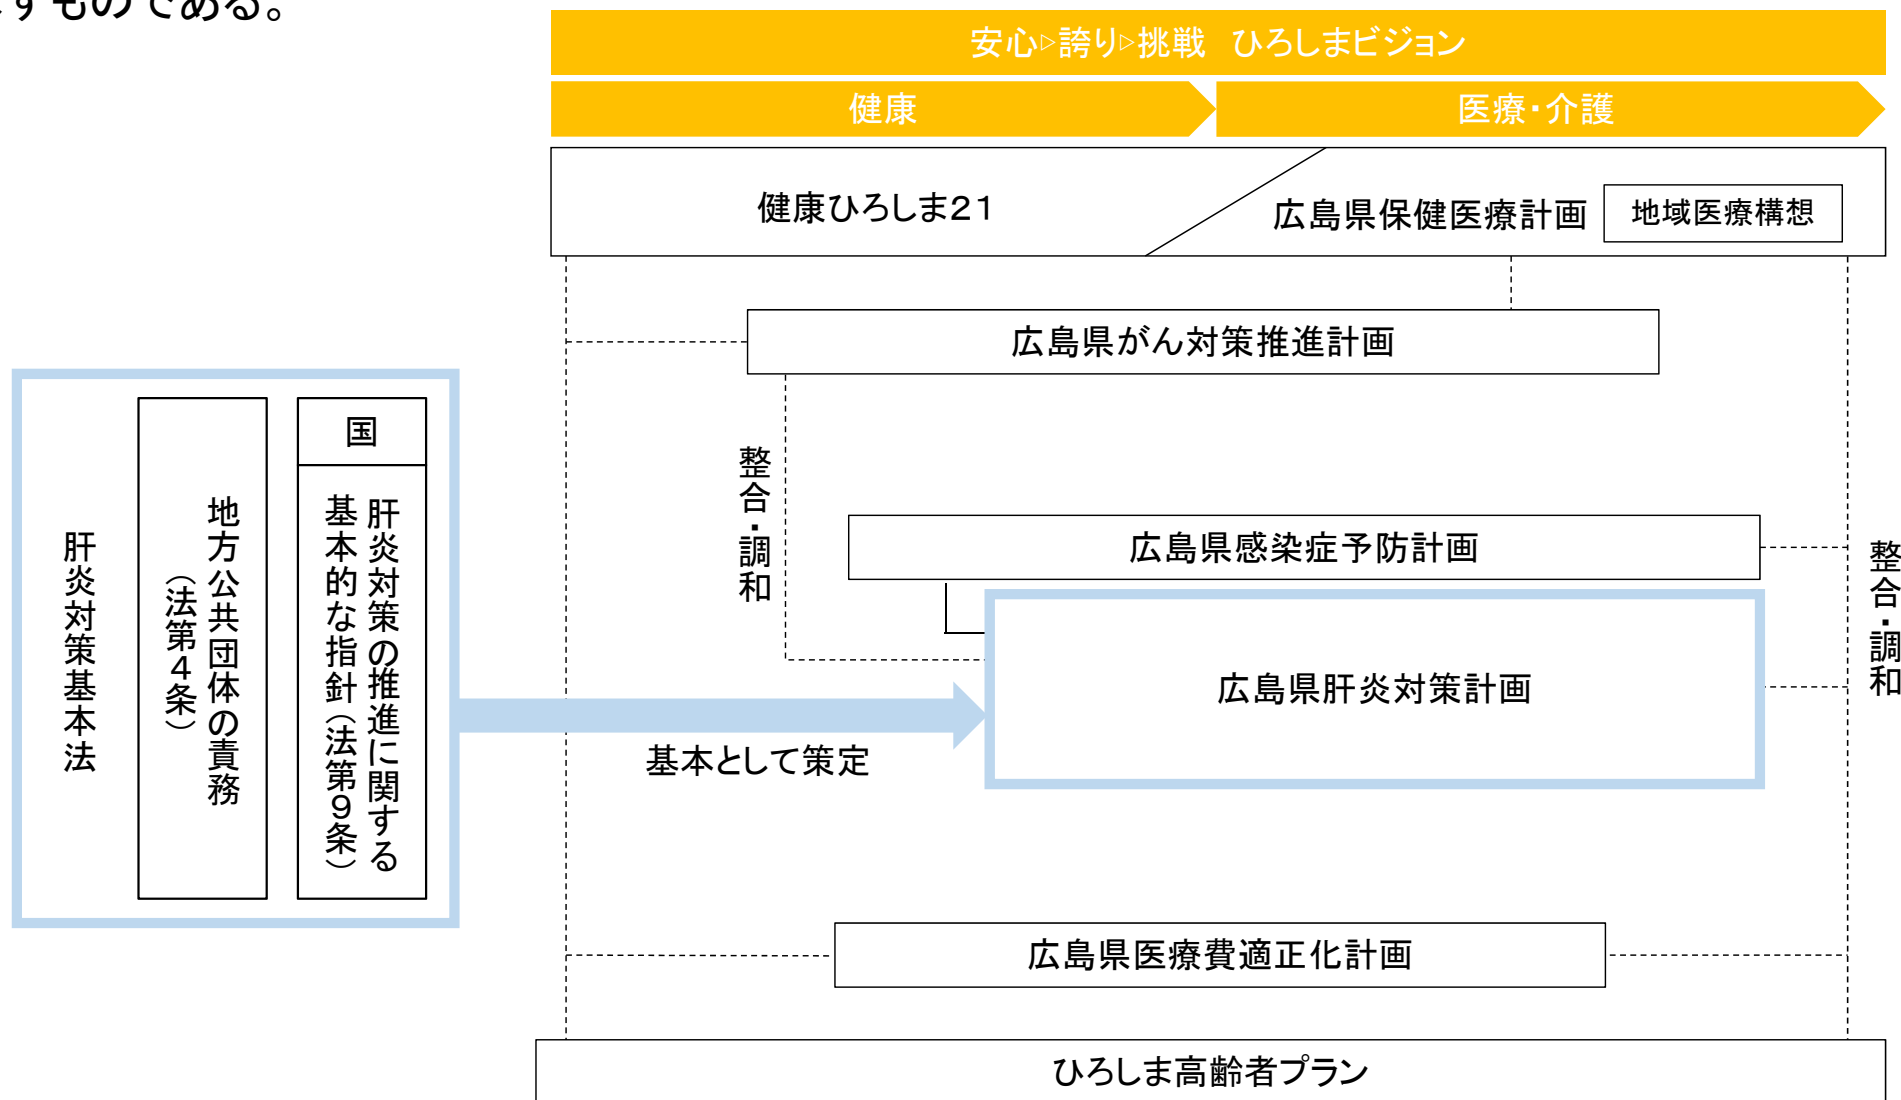 すものである。
安心▷誇り▷挑戦　ひろしまビジョン
健康
医療・介護
健康ひろしま21
広島県保健医療計画
地域医療構想
広島県がん対策推進計画
整合・調和
広島県感染症予防計画
広島県肝炎対策計画
整合・調和
肝炎対策基本法
地方公共団体の責務
（法第4条）
国
肝炎対策の推進に関する
基本的な指針（法第9条）
基本として策定
広島県医療費適正化計画
ひろしま高齢者プラン